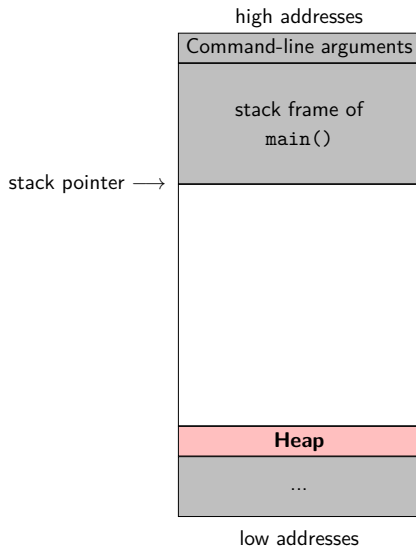 high addresses
Command-line arguments
stack frame of
main()
stack pointer →
Heap
...
low addresses